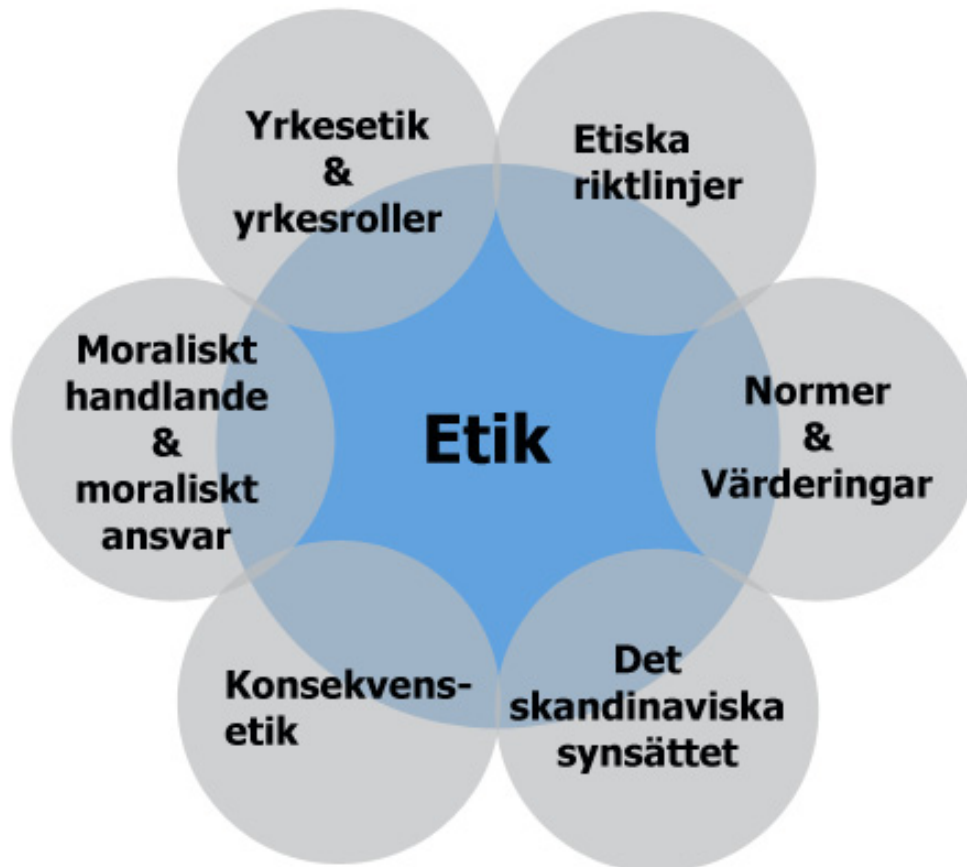 Yrkesetik
&
yrkesroller
Etiska
riktlinjer
Moraliskt
handlande
&
moraliskt
ansvar
Etik
Normer
&
Värderingar
Konsekvens-
etik
Det
skandinaviska
synsättet